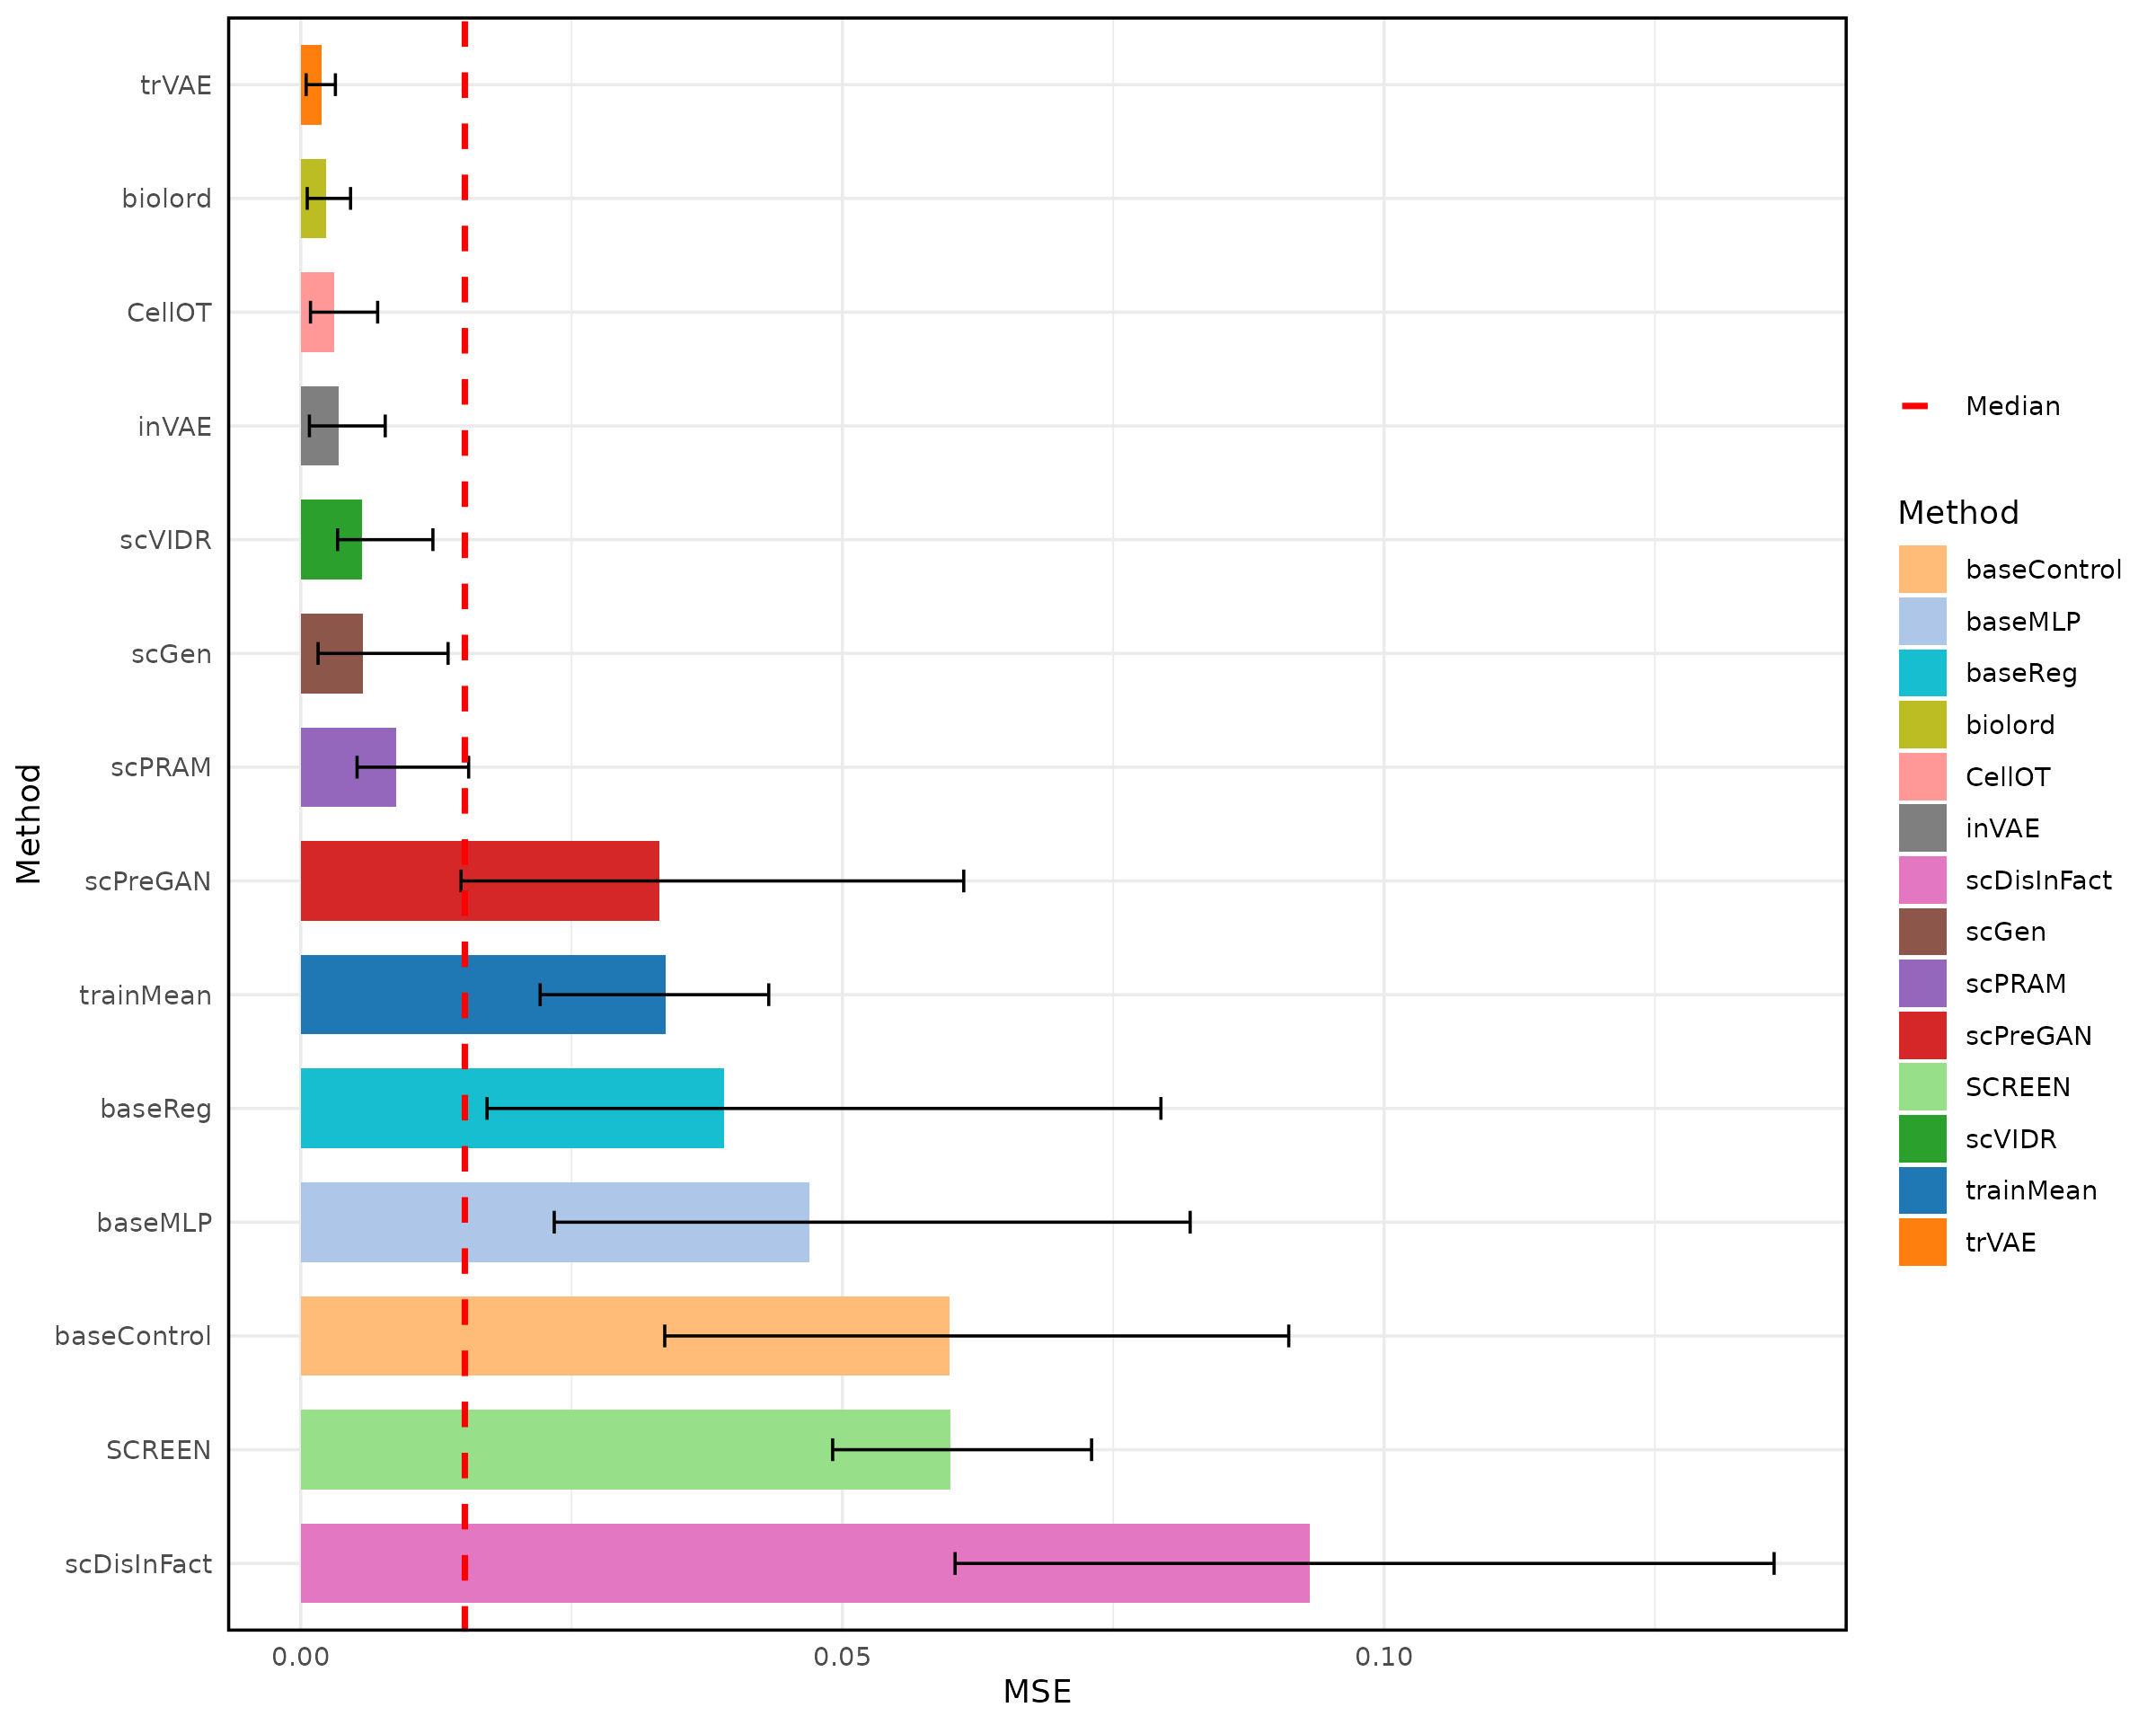 trVAE
biolord
CellOT
inVAE
scVIDR
scGen
scPRAM
scPreGAN
trainMean
baseReg
baseMLP
baseControl
SCREEN
scDisInFact
Method
0.00 0.05 0.10
MSE
Median
Method
baseControl
baseMLP
baseReg
biolord
CellOT
inVAE
scDisInFact
scGen
scPRAM
scPreGAN
SCREEN
scVIDR
trainMean
trVAE